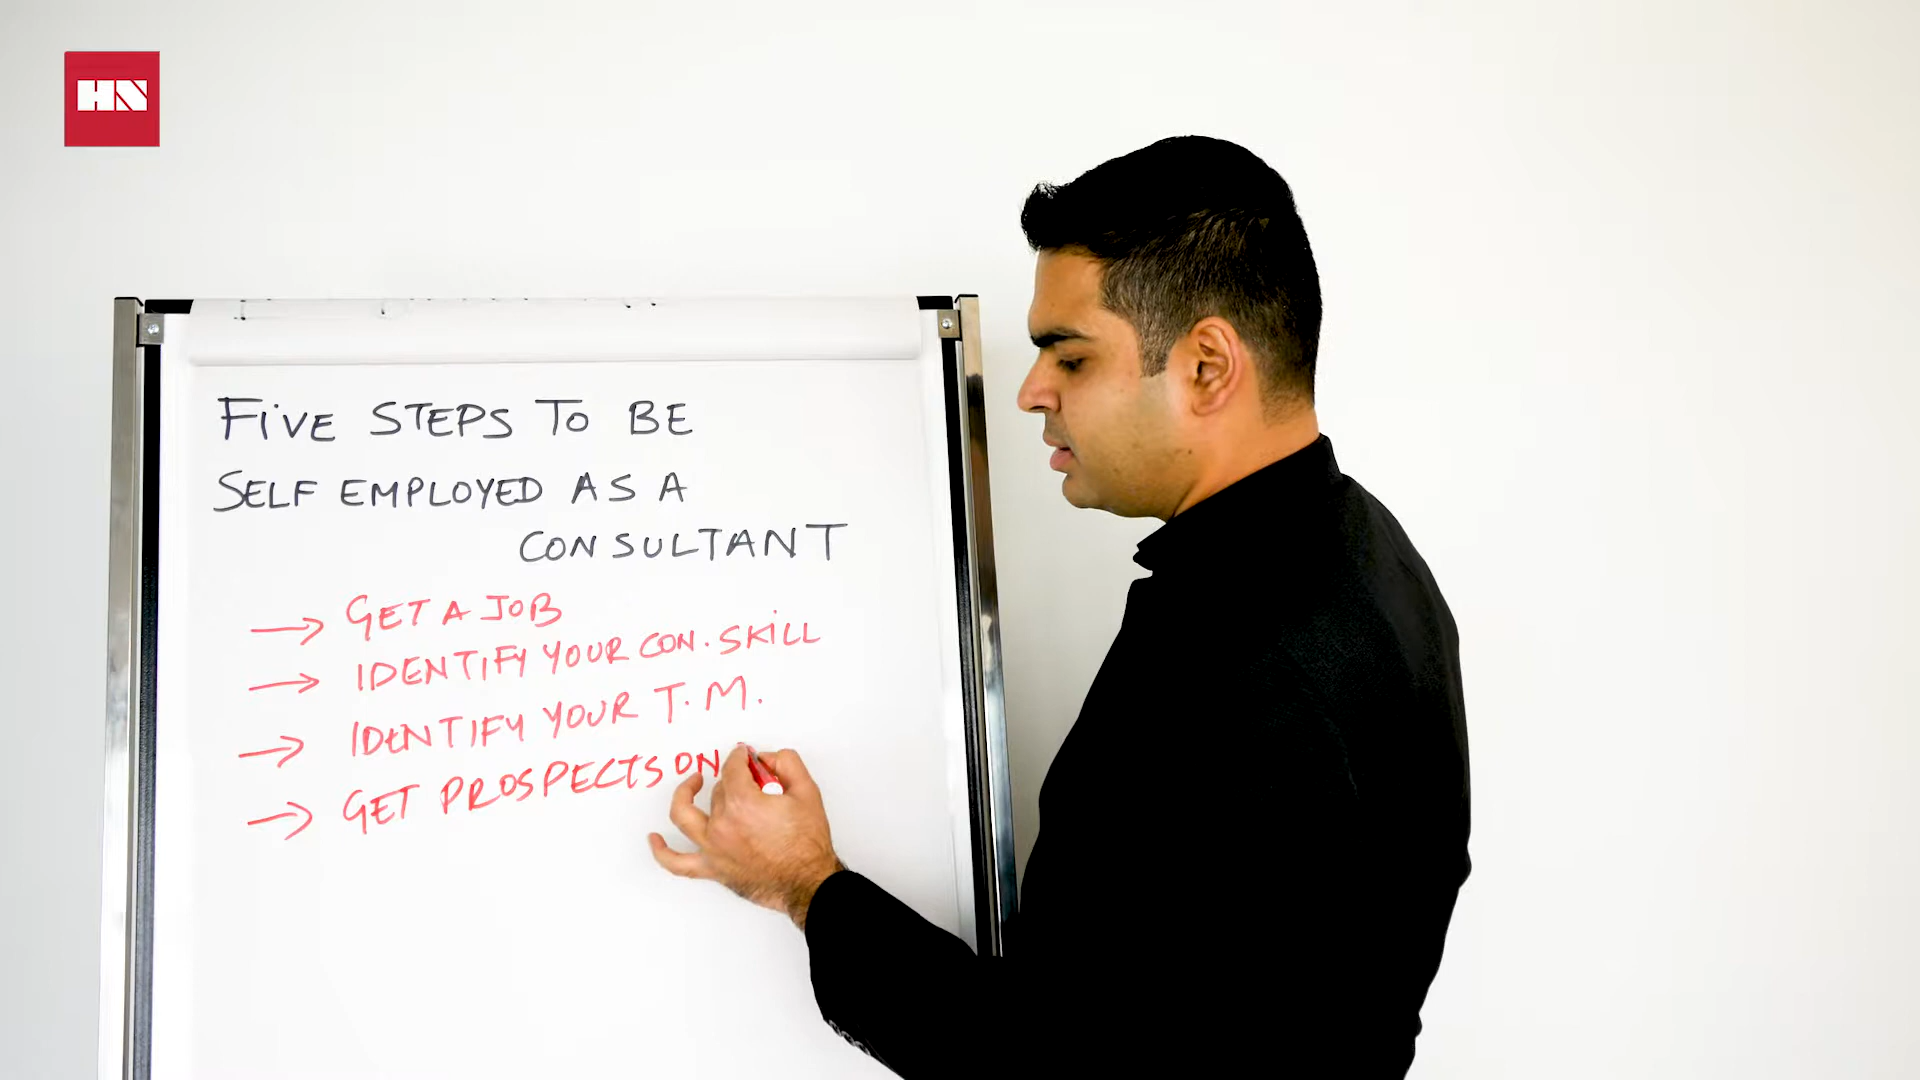 HN
FiVE STEPS TO BE
SELF EMPLOYED AS A
CONSULTANT
→ GET A JOB
→ IDENTIFY YOUR CON. SKiLL
→ IDENTIFY YOUR T.M.
→ GET PROSPECTS ON